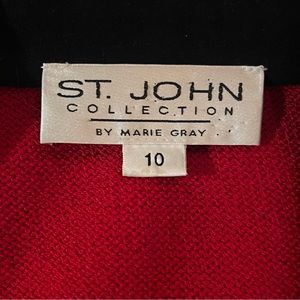 ST. JOHN
COLLECTION
BY MARIE GRAY
10